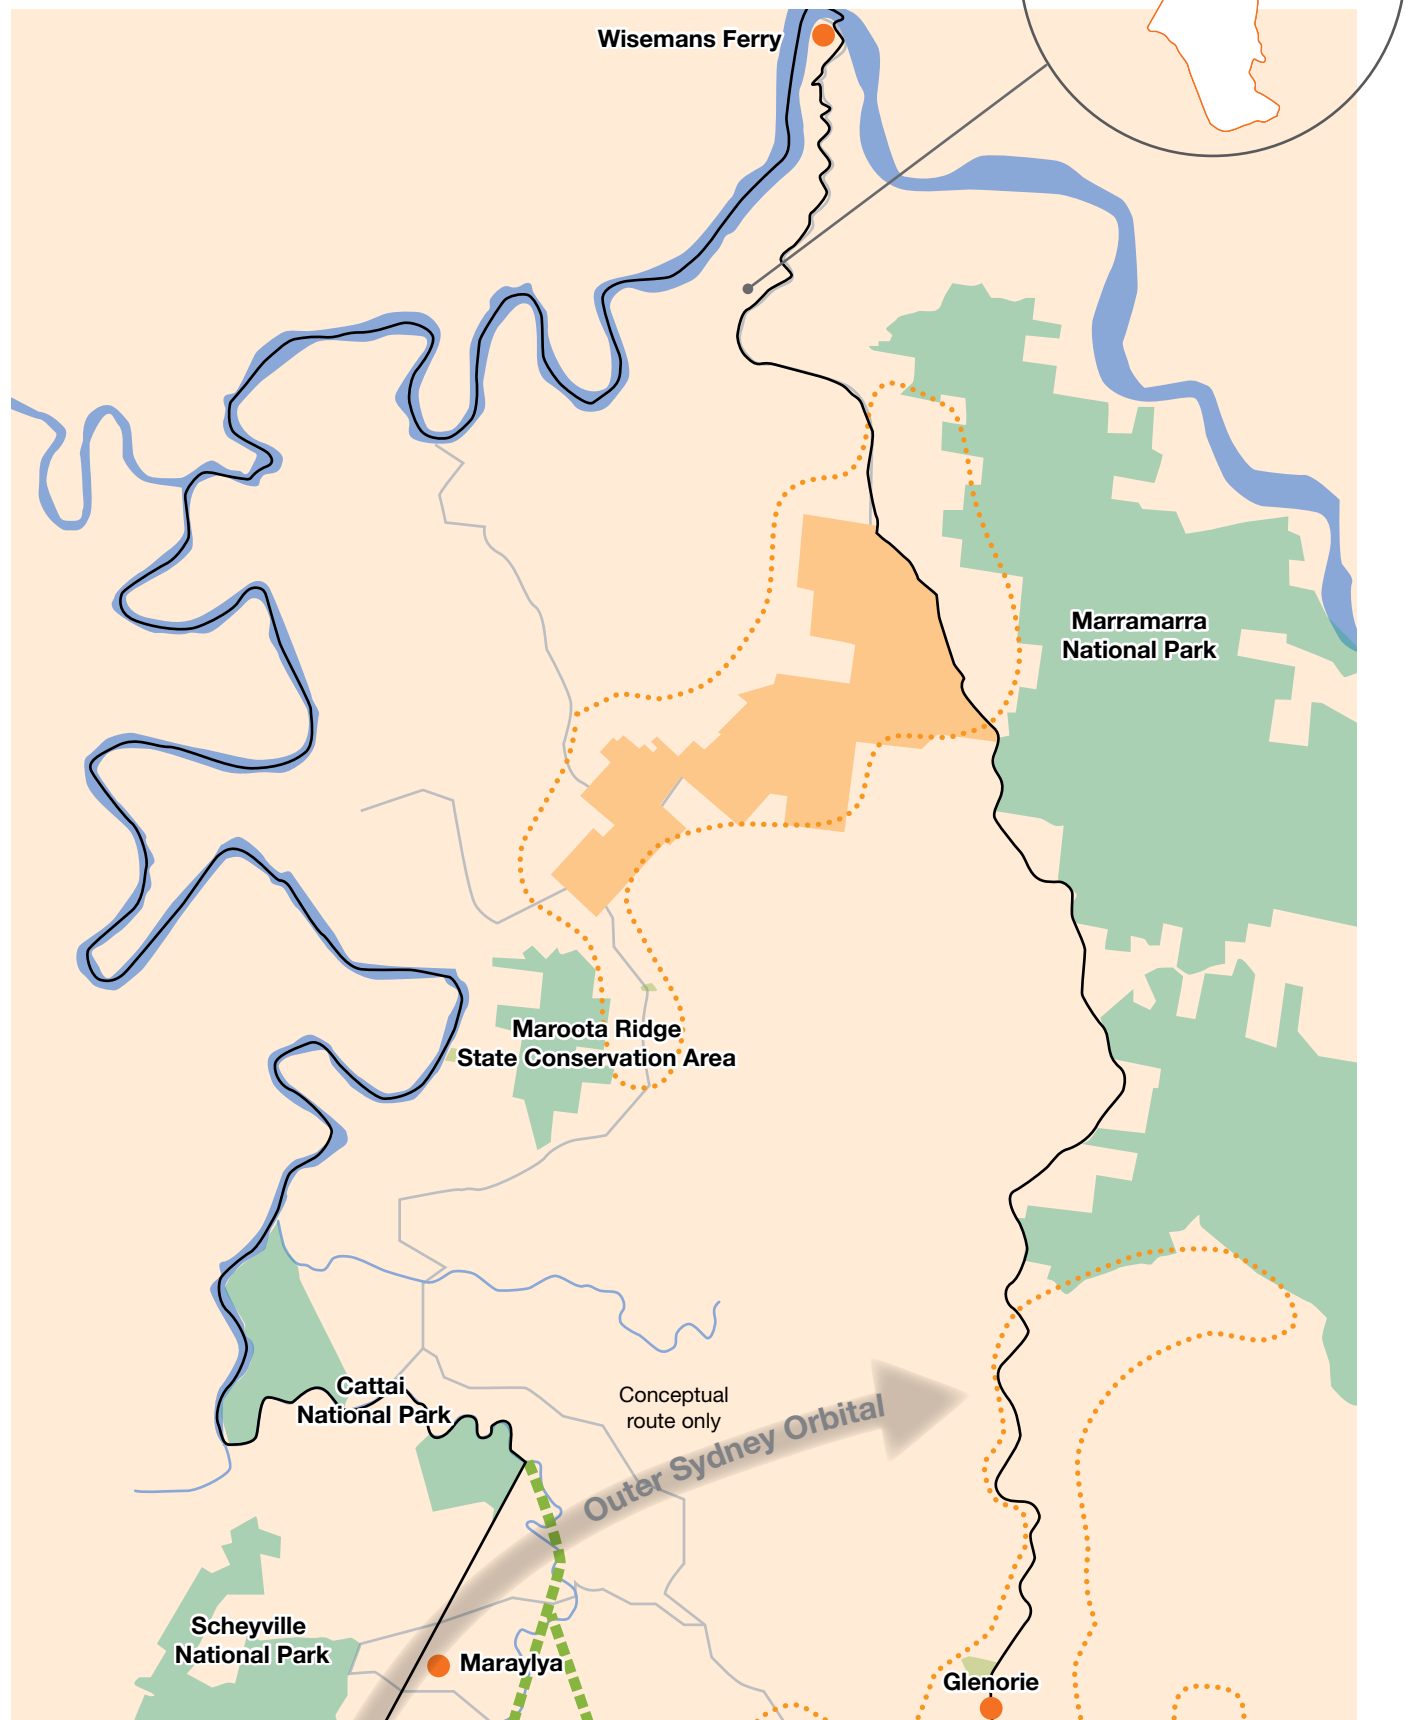 Wisemans Ferry
Marramarra
National Park
Maroota Ridge
State Conservation Area
Cattai
National Park
Conceptual
route only
Outer Sydney Orbital
Scheyville
National Park
Maraylya
Glenorie